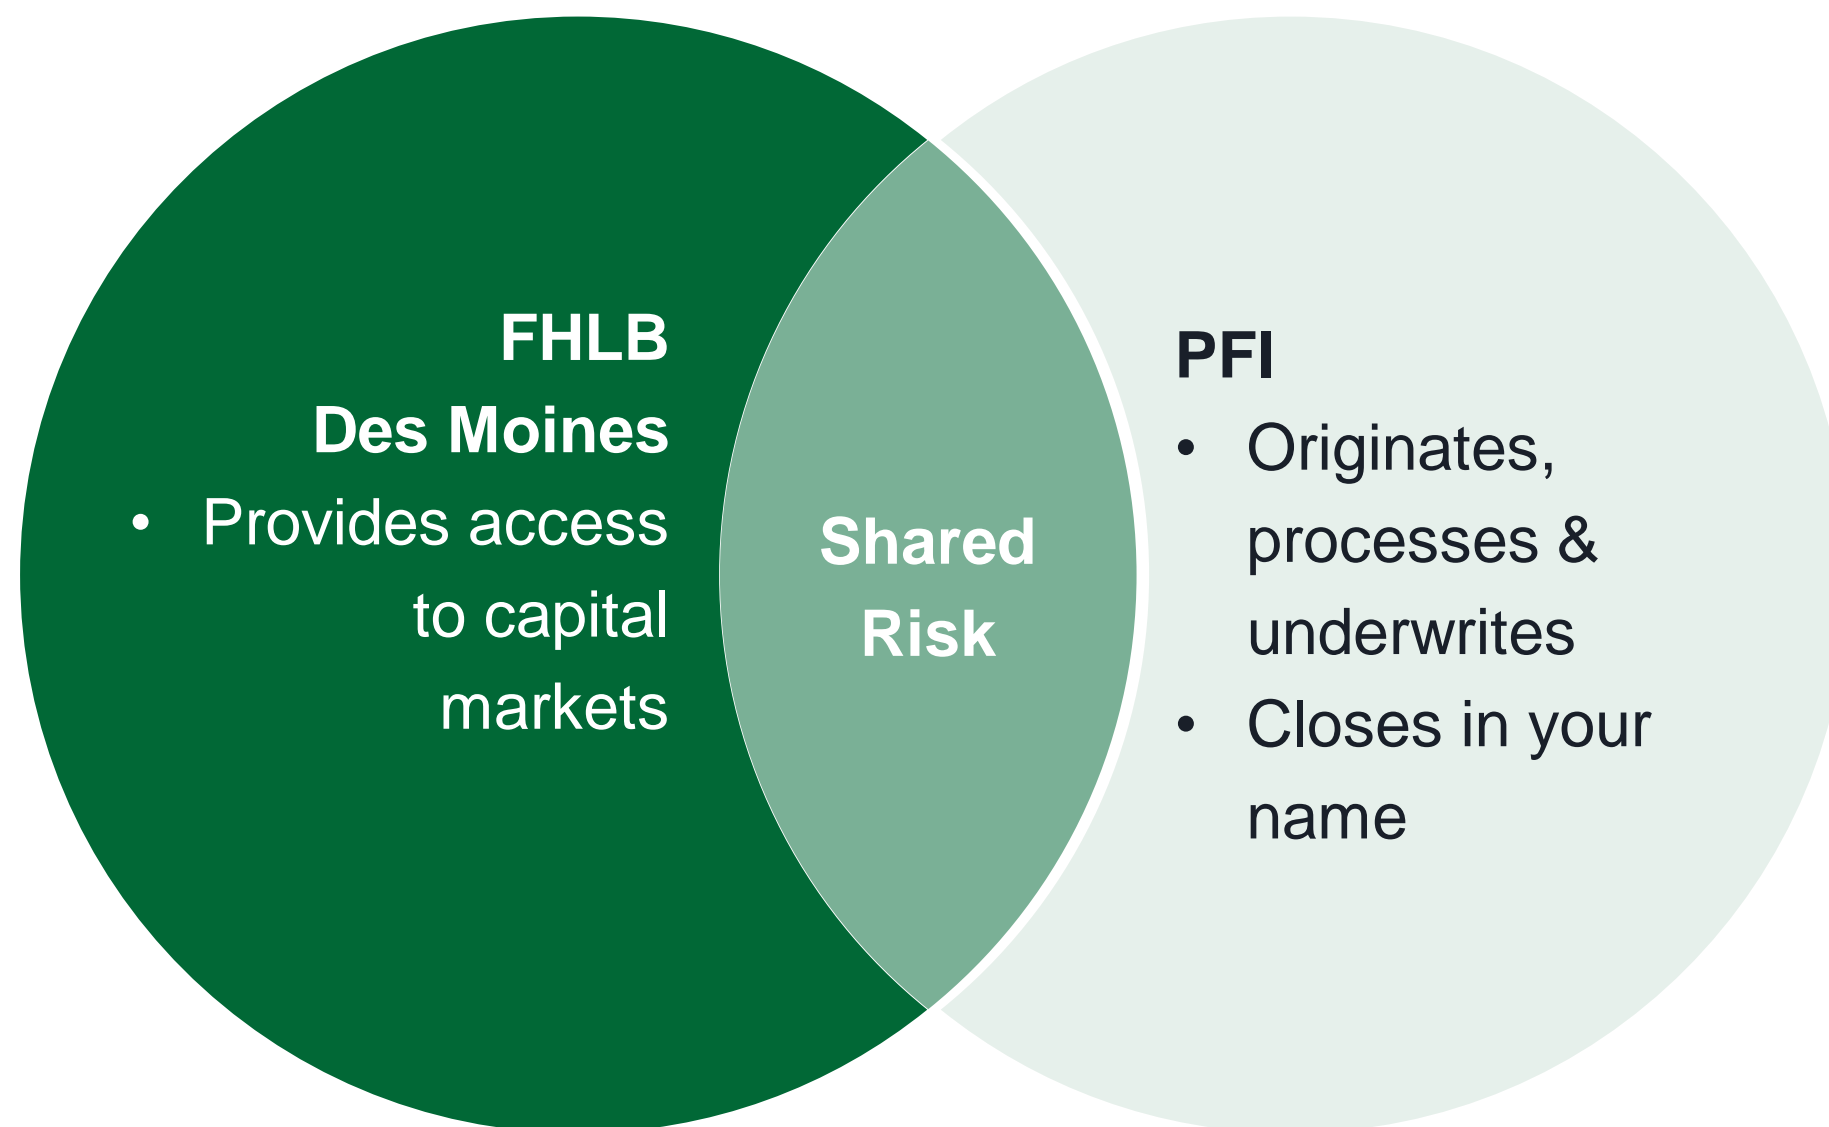 FHLB
Des Moines
• Provides access
to capital
markets
Shared
Risk
PFI
• Originates,
processes &
underwrites
• Closes in your
name